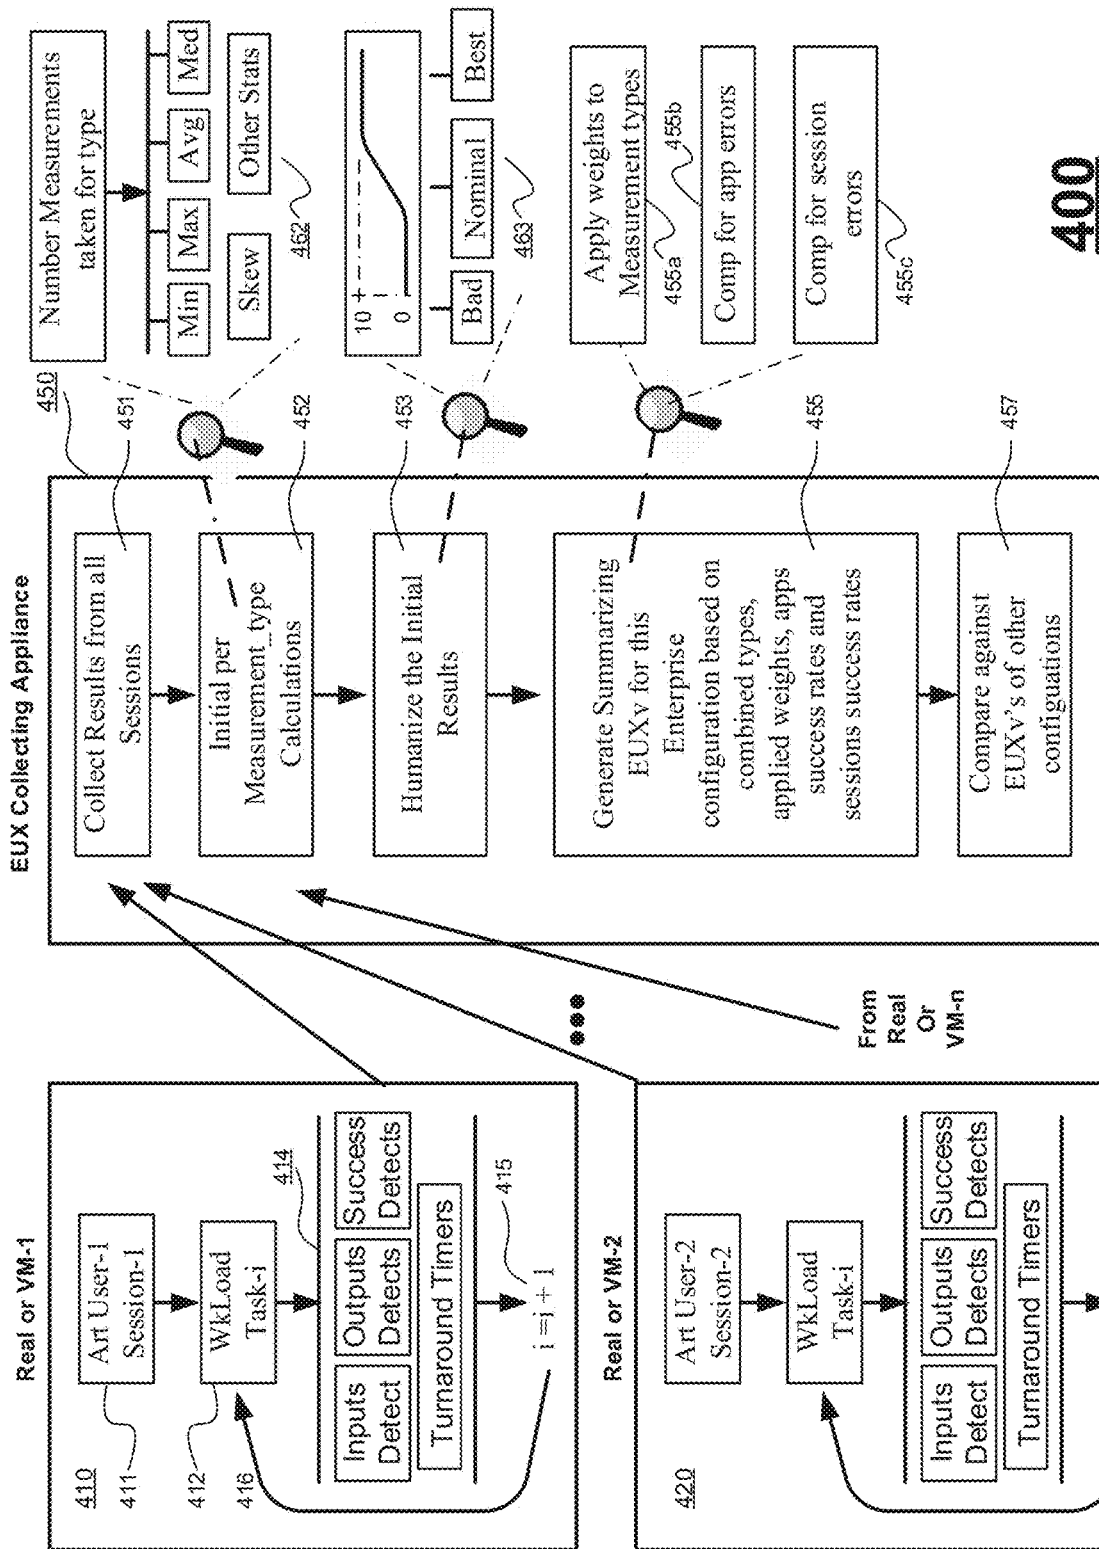 Real or VM-1
410
411
Art User-1
Session-1
412
WkLoad
Task-i
416
414
Inputs
Detect
Outputs
Detects
Success
Detects
Turnaround Timers
i =i + 1
415
Real or VM-2
420
Art User-2
Session-2
WkLoad
Task-i
Inputs
Detect
Outputs
Detects
Success
Detects
Turnaround Timers
From
Real
Or
VM-n
EUX Collecting Appliance
450
Collect Results from all
Sessions
451
Initial per
Measurement_type
Calculations
452
Humanize the Initial
Results
453
Generate Summarizing
EUXv for this
Enterprise
configuration based on
combined types,
applied weights, apps
success rates and
sessions success rates
455
Compare against
EUXv's of other
configuations
457
Number Measurements
taken for type
Min
Max
Avg
Med
Skew
Other Stats
462
10
0
Bad
Nominal
Best
463
Apply weights to
Measurement types
455a
455b
Comp for app errors
Comp for session
errors
455c
400